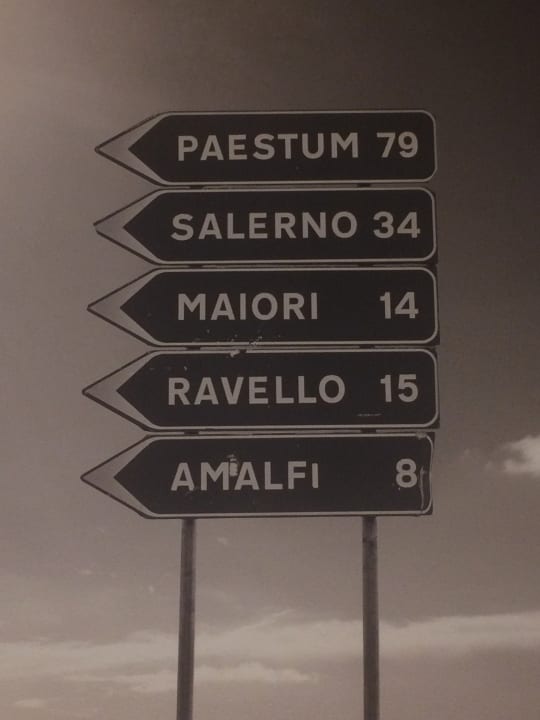 PAESTUM 79
SALERNO 34
MAIORI 14
RAVELLO 15
AMALFI 8